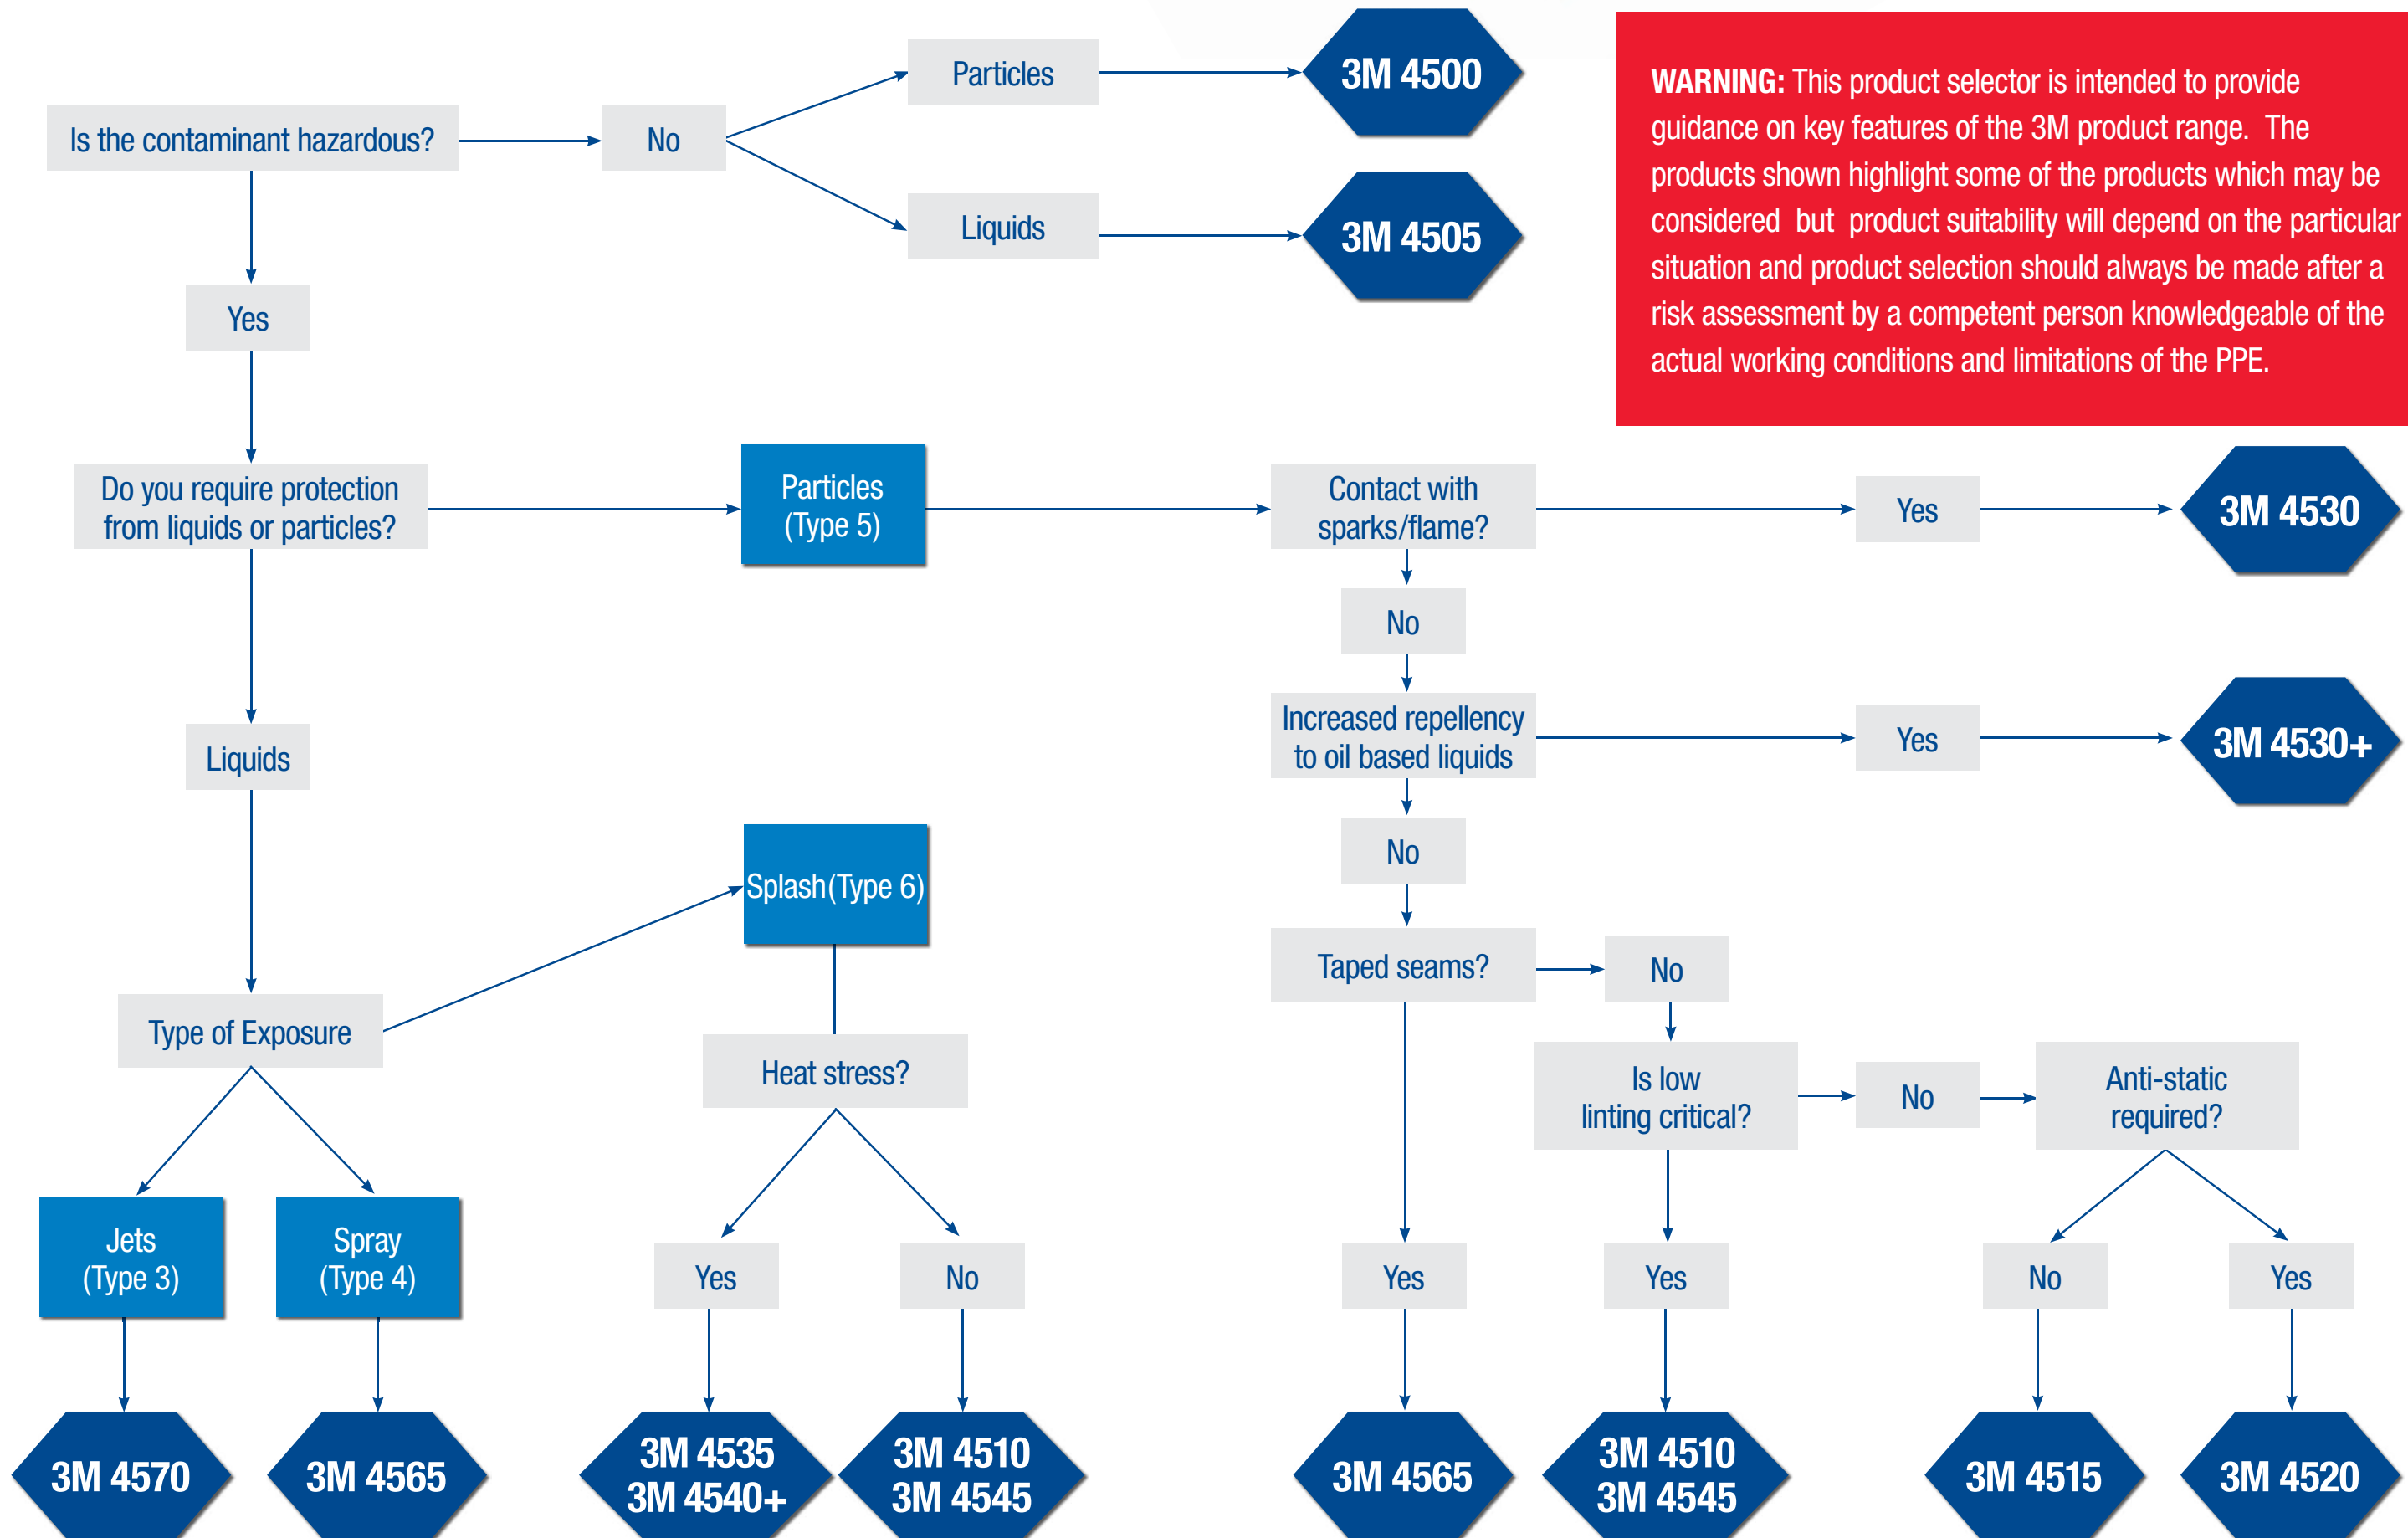 Particles
3M 4500
Is the contaminant hazardous?
No
Liquids
3M 4505
WARNING: This product selector is intended to provide
guidance on key features of the 3M product range. The
products shown highlight some of the products which may be
considered but product suitability will depend on the particular
situation and product selection should always be made after a
risk assessment by a competent person knowledgeable of the
actual working conditions and limitations of the PPE.
Yes
Do you require protection
from liquids or particles?
Particles
(Type 5)
Contact with
sparks/flame?
Yes
3M 4530
No
Increased repellency
to oil based liquids
Yes
3M 4530+
Liquids
No
Splash(Type 6)
Taped seams?
No
Type of Exposure
Heat stress?
Is low
linting critical?
No
Anti-static
required?
Jets
(Type 3)
Spray
(Type 4)
Yes
No
Yes
Yes
No
Yes
3M 4570
3M 4565
3M 4535
3M 4540+
3M 4510
3M 4545
3M 4565
3M 4510
3M 4545
3M 4515
3M 4520